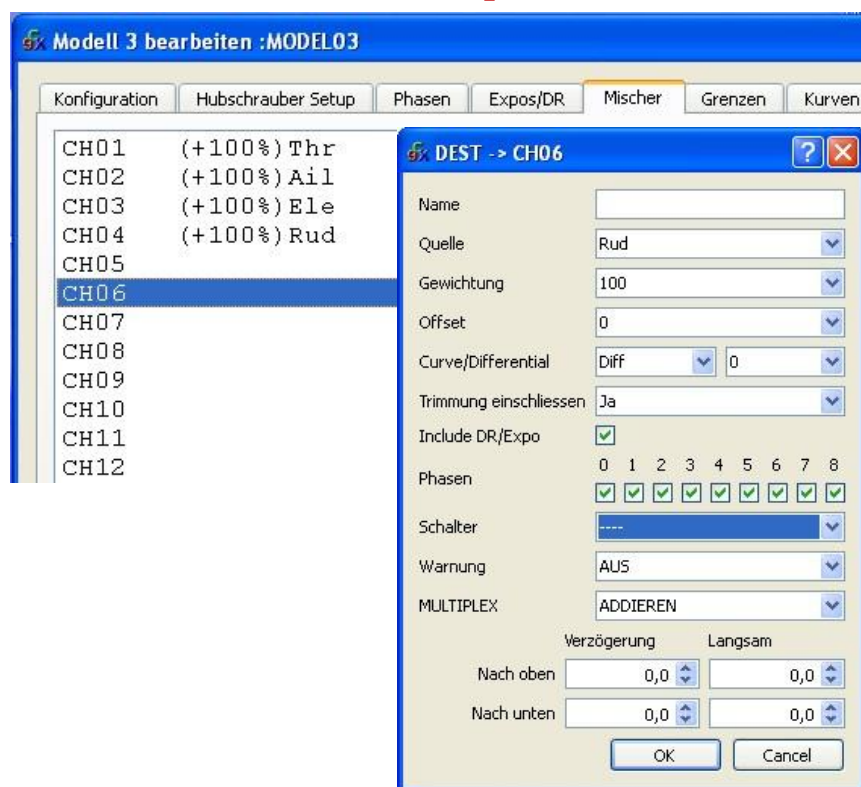 Modell 3 bearbeiten :MODEL03
Konfiguration Hubschrauber Setup Phasen Expos/DR Mischer Grenzen Kurven
CH01 (+100%)Thr
CH02 (+100%)Ail
CH03 (+100%)Ele
CH04 (+100%)Rud
CH05
CH06
CH07
CH08
CH09
CH10
CH11
CH12
DEST -> CH06
Name
Quelle Rud
Gewichtung 100
Offset 0
Curve/Differential Diff 0
Trimmung einschliessen Ja
Include DR/Expo
Phasen 0 1 2 3 4 5 6 7 8
Schalter ----
Warnung AUS
MULTIPLEX ADDIEREN
Verzögerung Langsam
Nach oben 0,0 0,0
Nach unten 0,0 0,0
OK Cancel